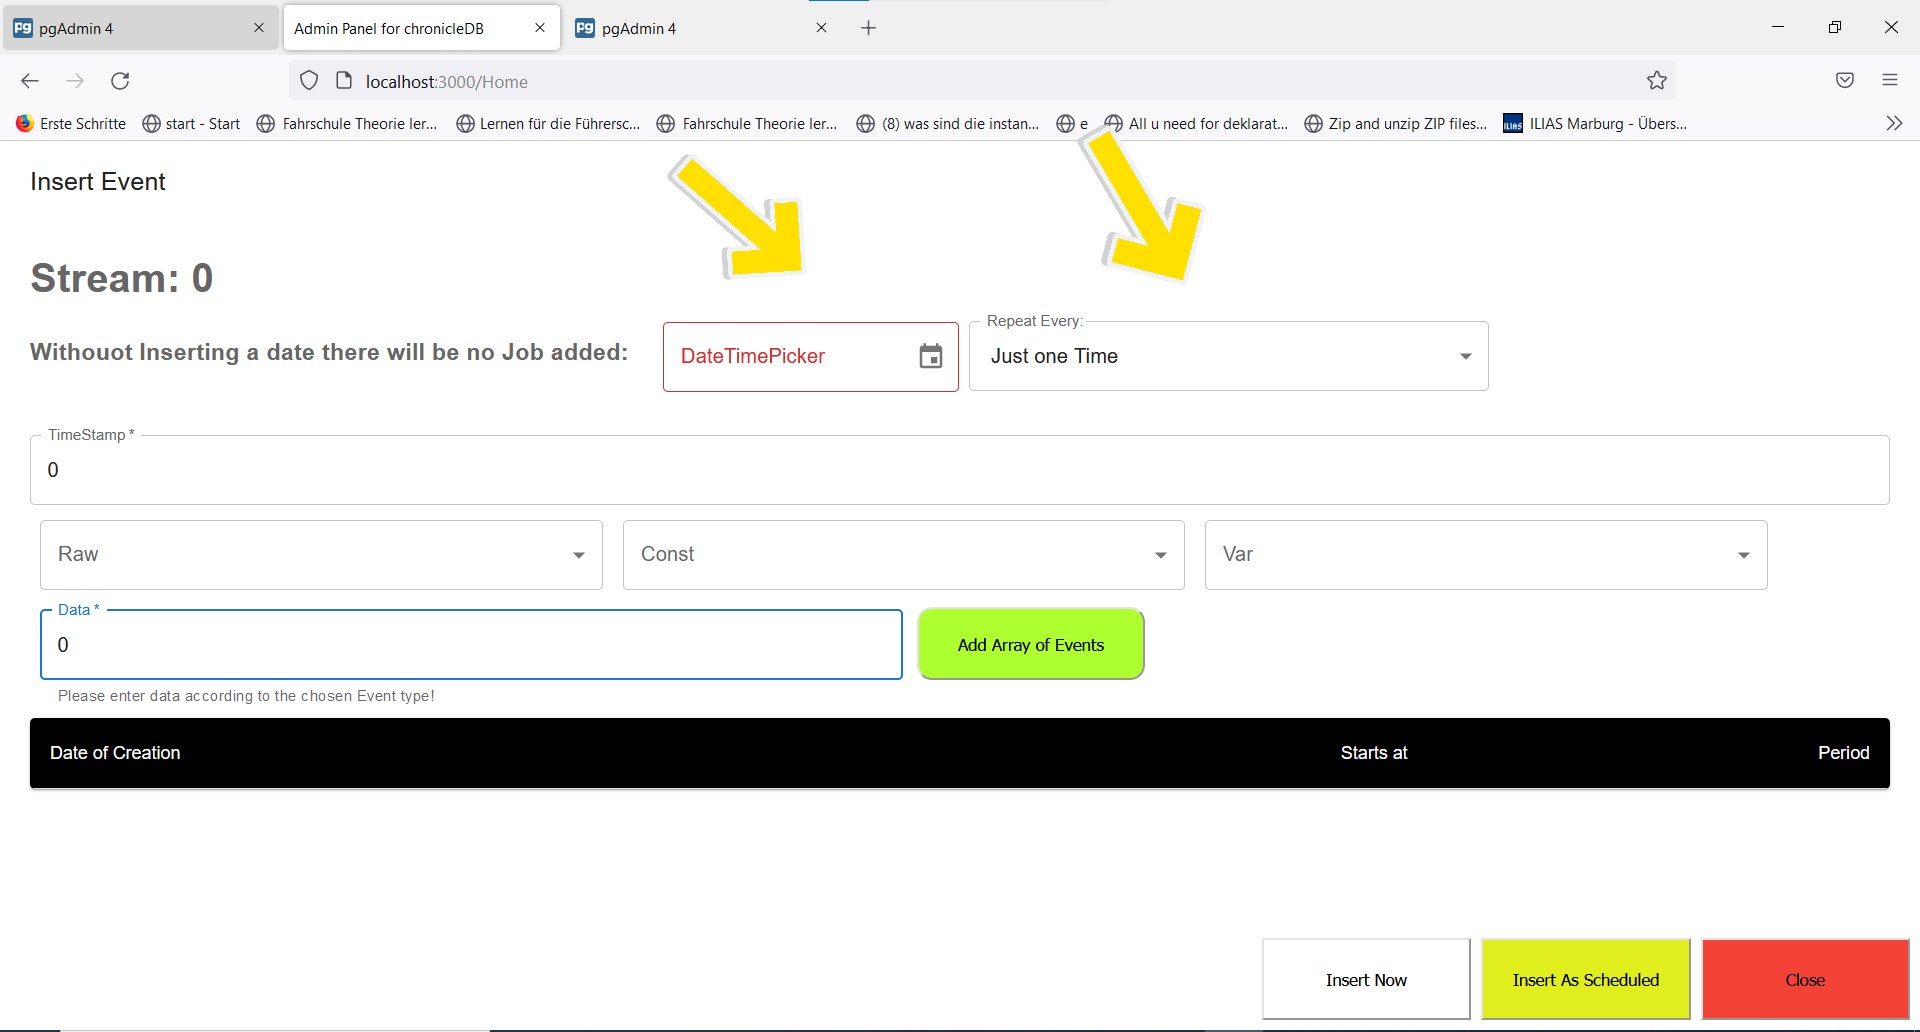 pgAdmin 4
Admin Panel for chronicleDB
pgAdmin 4
localhost:3000/Home
Erste Schritte
start - Start
Fahrschule Theorie ler...
Lernen für die Führersc...
Fahrschule Theorie ler...
(8) was sind die instan...
e
All u need for deklarat...
Zip and unzip ZIP files...
ILIAS Marburg - Übers...
Insert Event
Stream: 0
Withouot Inserting a date there will be no Job added:
DateTimePicker
Repeat Every:
Just one Time
TimeStamp *
0
Raw
Const
Var
Data *
0
Add Array of Events
Please enter data according to the chosen Event type!
Date of Creation
Starts at
Period
Insert Now
Insert As Scheduled
Close